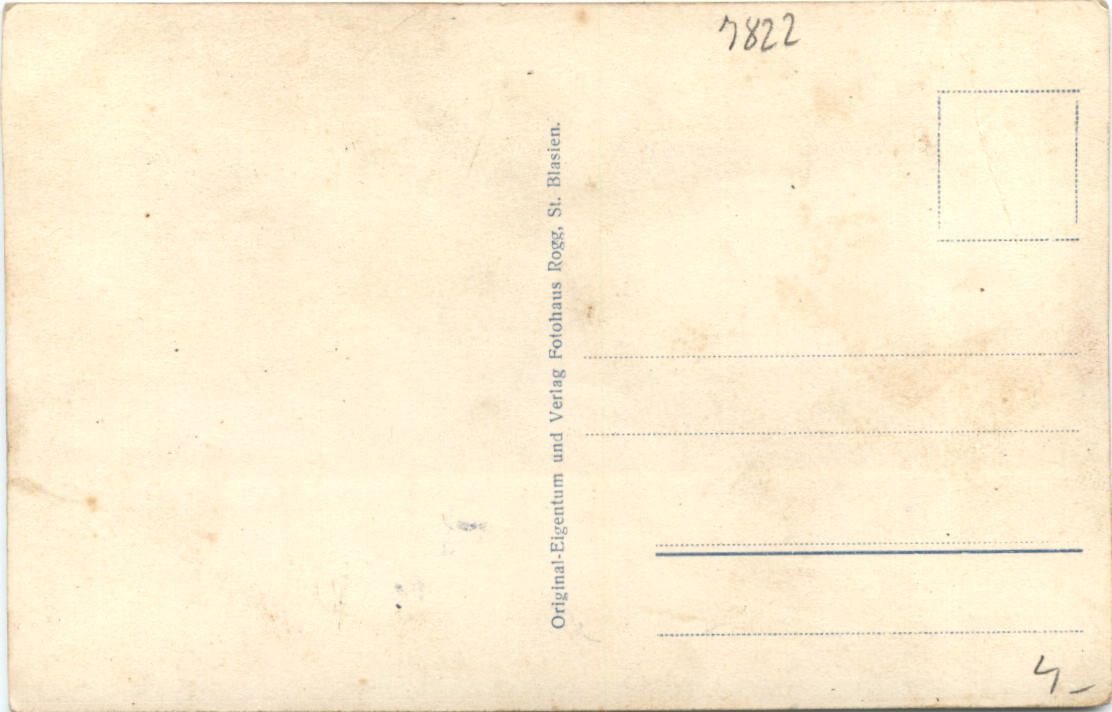 7822
Original-Eigentum und Verlag Fotohaus Rogg, St. Blasien.
4-